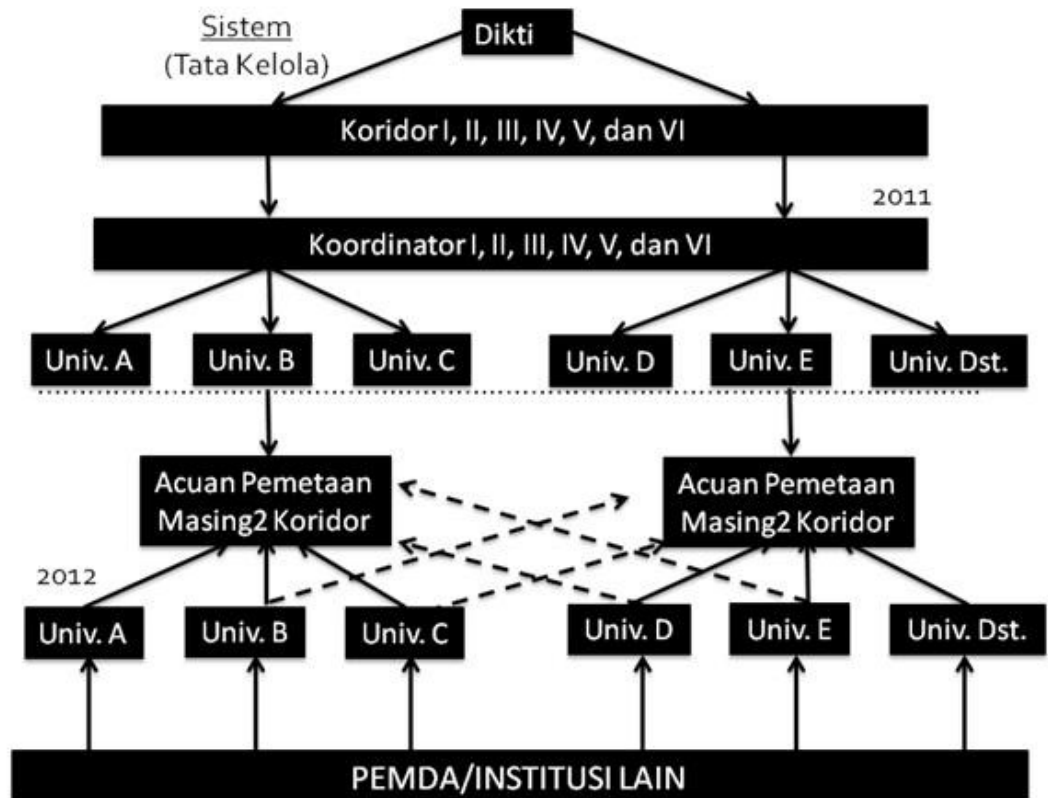 Sistem
(Tata Kelola)
Dikti
Koridor I, II, III, IV, V, dan VI
2011
Koordinator I, II, III, IV, V, dan VI
Univ. A
Univ. B
Univ. C
Univ. D
Univ. E
Univ. Dst.
Acuan Pemetaan
Masing2 Koridor
Acuan Pemetaan
Masing2 Koridor
2012
Univ. A
Univ. B
Univ. C
Univ. D
Univ. E
Univ. Dst.
PEMDA/INSTITUSI LAIN